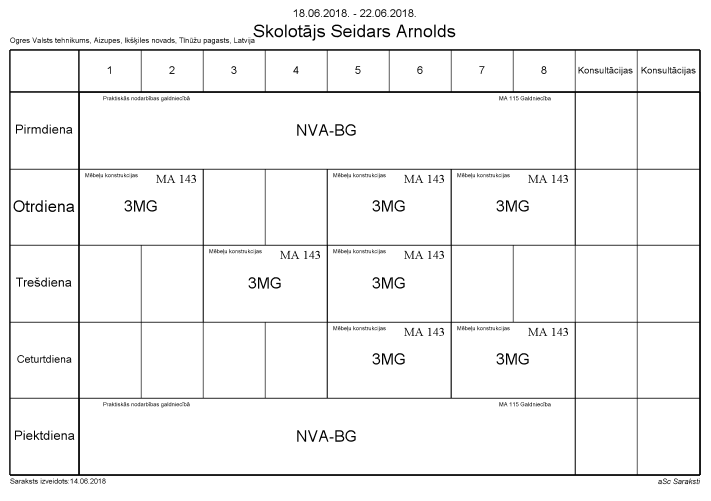 18.06.2018. - 22.06.2018.
Skolotājs Seidars Arnolds
Ogres Valsts tehnikums, Aizupes, Ikšķiles novads, Tīnūžu pagasts, Latvija
1 2 3 4 5 6 7 8 Konsultācijas Konsultācijas
Pirmdiena
Praktiskās nodarbības galdniecībā MA 115 Galdniecība
NVA-BG
Otrdiena
Mēbeļu konstrukcijas MA 143
3MG
Mēbeļu konstrukcijas MA 143
3MG
Mēbeļu konstrukcijas MA 143
3MG
Trešdiena
Mēbeļu konstrukcijas MA 143
3MG
Mēbeļu konstrukcijas MA 143
3MG
Ceturtdiena
Mēbeļu konstrukcijas MA 143
3MG
Mēbeļu konstrukcijas MA 143
3MG
Piektdiena
Praktiskās nodarbības galdniecībā MA 115 Galdniecība
NVA-BG
Saraksts izveidots:14.06.2018
aSc Saraksti